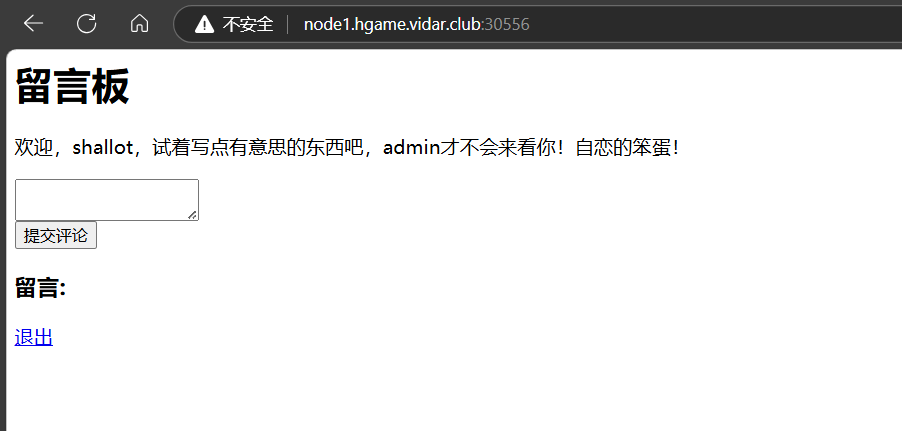 不安全 node1.hgame.vidar.club:30556
留言板
欢迎，shallot，试着写点有意思的东西吧，admin才不会来看你！自恋的笨蛋！
提交评论
留言:
退出